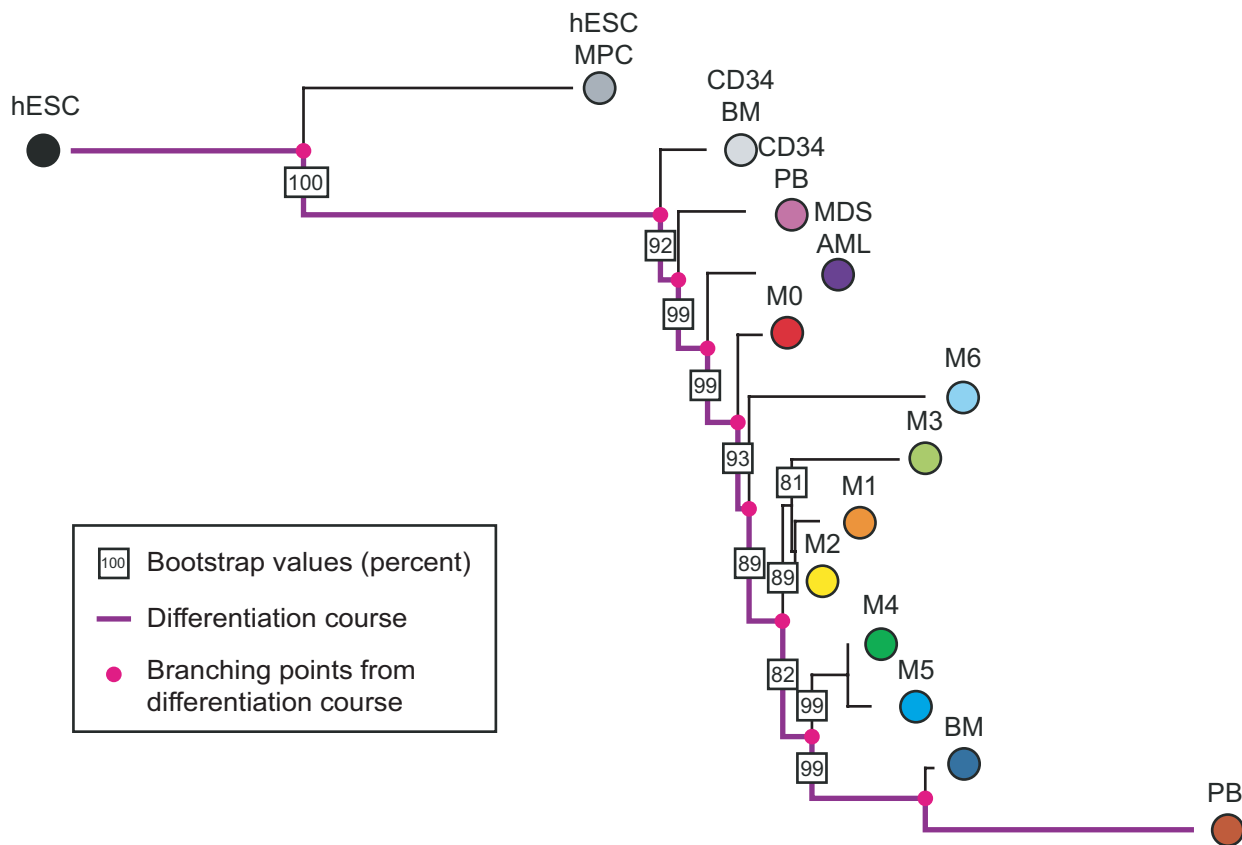 hESC
MPC
hESC
CD34
BM
CD34
PB
MDS
AML
M0
M6
M3
M1
M2
M4
M5
BM
PB
100
92
99
99
93
81
89
89
82
99
99
100 Bootstrap values (percent)
Differentiation course
Branching points from
differentiation course